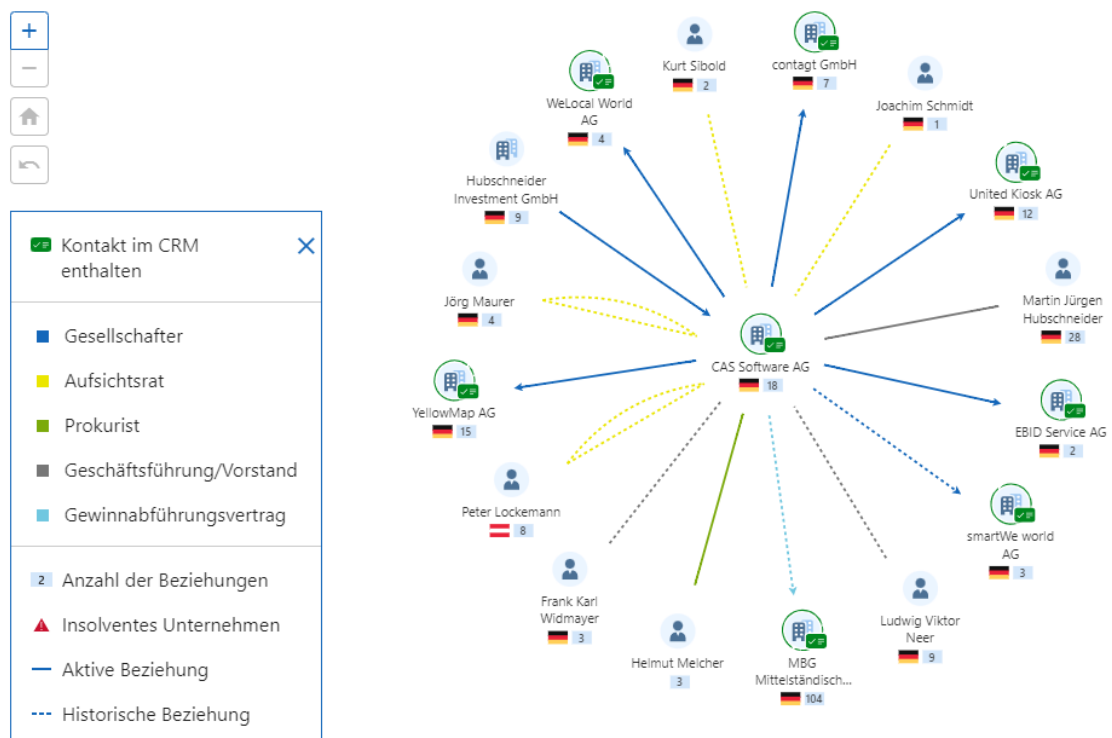 Kontakt im CRM
enthalten
Gesellschafter
Aufsichtsrat
Prokurist
Geschäftsführung/Vorstand
Gewinnabführungsvertrag
2 Anzahl der Beziehungen
Insolventes Unternehmen
Aktive Beziehung
Historische Beziehung
Kurt Sibold
2
contagt GmbH
7
WeLocal World
AG
4
Joachim Schmidt
1
Hubschneider
Investment GmbH
9
United Kiosk AG
12
Jörg Maurer
4
Martin Jürgen
Hubschneider
28
CAS Software AG
18
YellowMap AG
15
EBID Service AG
2
Peter Lockemann
8
smartWe world
AG
3
Frank Karl
Widmayer
3
Helmut Melcher
3
MBG
Mittelständisch...
104
Ludwig Viktor
Neer
9